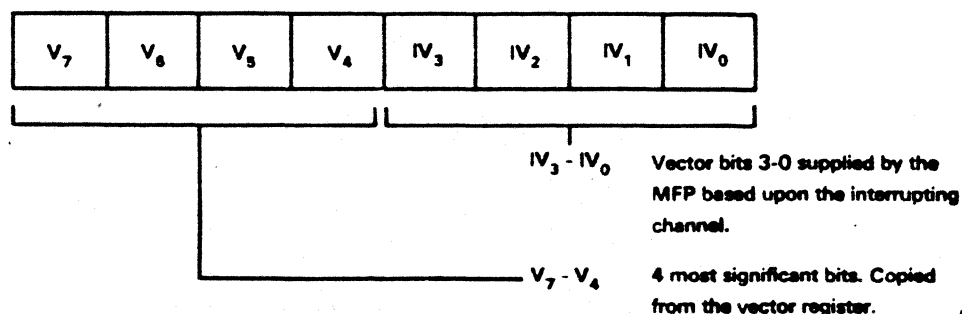 V₇ V₆ V₅ V₄ IV₃ IV₂ IV₁ IV₀
IV₃ - IV₀ Vector bits 3-0 supplied by the
MFP based upon the interrupting
channel.
V₇ - V₄ 4 most significant bits. Copied
from the vector register.